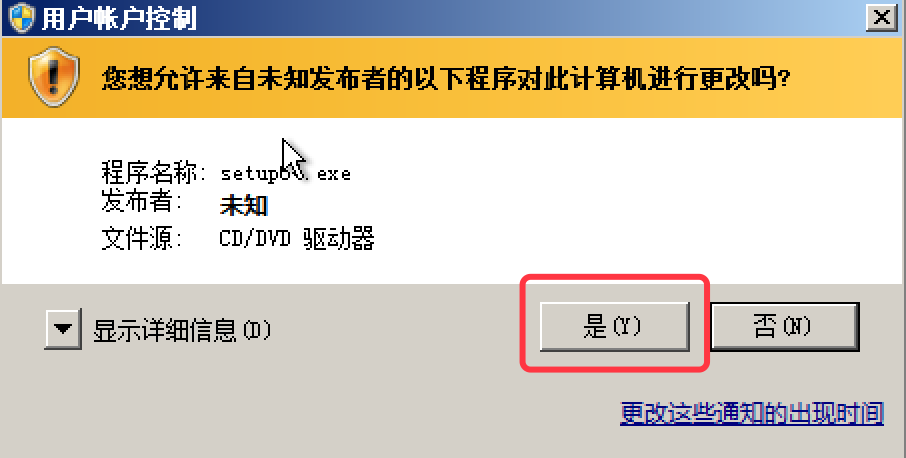 用户帐户控制
您想允许来自未知发布者的以下程序对此计算机进行更改吗?
程序名称: .exe
发布者: 未知
文件源: CD/DVD 驱动器
显示详细信息(D)
是(Y)
否(N)
更改这些通知的出现时间